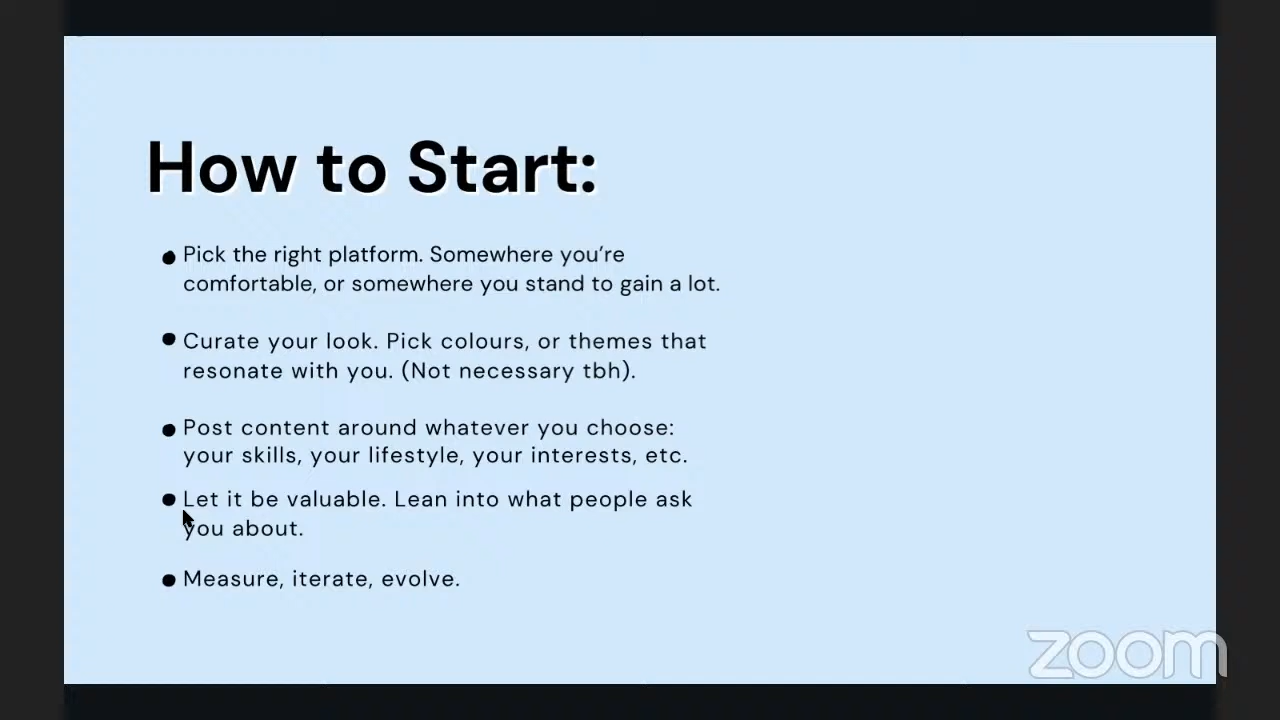 How to Start:
Pick the right platform. Somewhere you’re
comfortable, or somewhere you stand to gain a lot.
Curate your look. Pick colours, or themes that
resonate with you. (Not necessary tbh).
Post content around whatever you choose:
your skills, your lifestyle, your interests, etc.
Let it be valuable. Lean into what people ask
you about.
Measure, iterate, evolve.
zoom